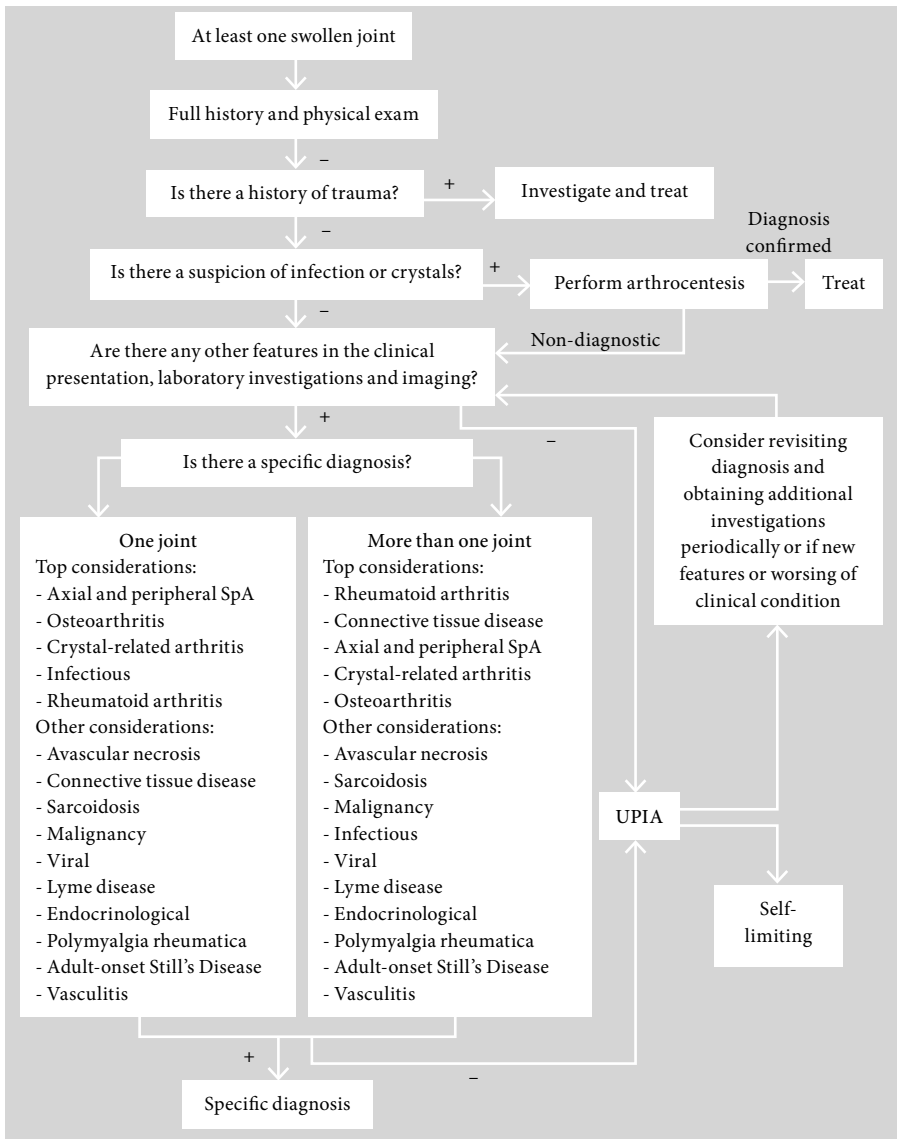 At least one swollen joint
Full history and physical exam
–
Is there a history of trauma?
+
Investigate and treat
–
Is there a suspicion of infection or crystals?
+
Perform arthrocentesis
Diagnosis
confirmed
Treat
–
Non-diagnostic
Are there any other features in the clinical
presentation, laboratory investigations and imaging?
+
–
Is there a specific diagnosis?
Consider revisiting
diagnosis and
obtaining additional
investigations
periodically or if new
features or worsing of
clinical condition
One joint
Top considerations:
- Axial and peripheral SpA
- Osteoarthritis
- Crystal-related arthritis
- Infectious
- Rheumatoid arthritis
Other considerations:
- Avascular necrosis
- Connective tissue disease
- Sarcoidosis
- Malignancy
- Viral
- Lyme disease
- Endocrinological
- Polymyalgia rheumatica
- Adult-onset Still's Disease
- Vasculitis
More than one joint
Top considerations:
- Rheumatoid arthritis
- Connective tissue disease
- Axial and peripheral SpA
- Crystal-related arthritis
- Osteoarthritis
Other considerations:
- Avascular necrosis
- Sarcoidosis
- Malignancy
- Infectious
- Viral
- Lyme disease
- Endocrinological
- Polymyalgia rheumatica
- Adult-onset Still's Disease
- Vasculitis
UPIA
Self-
limiting
+
–
Specific diagnosis